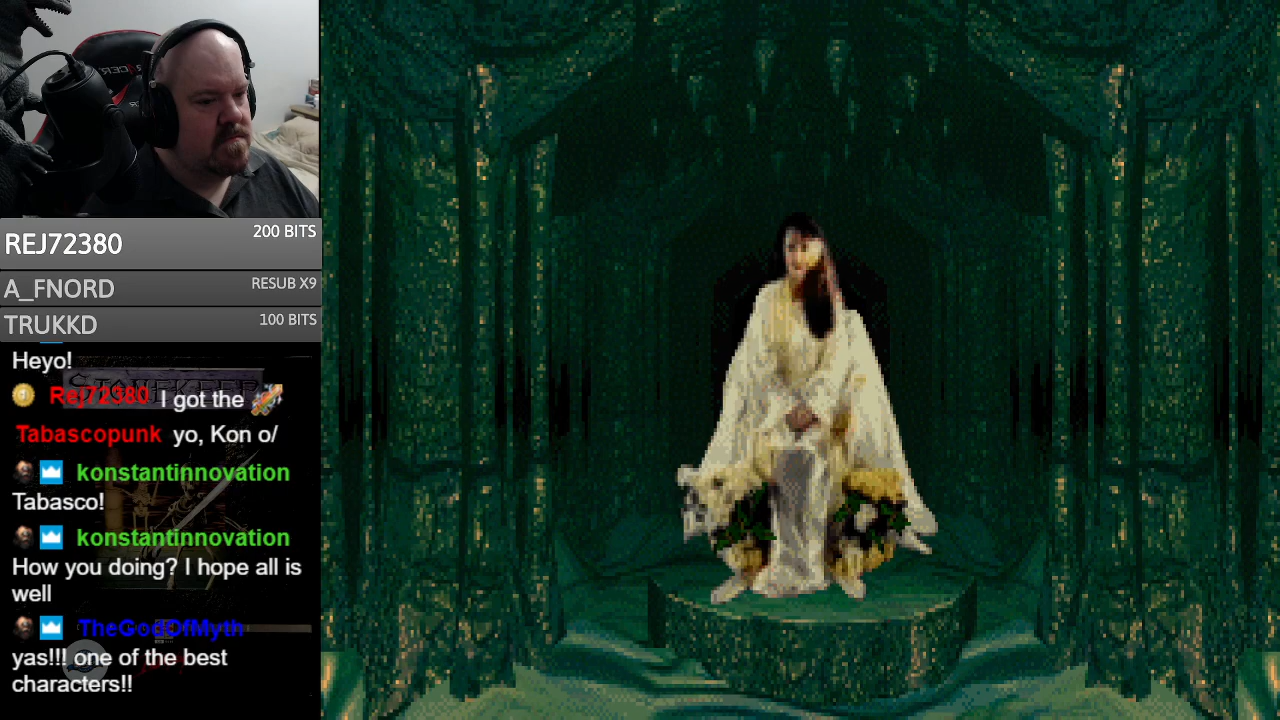 REJ72380 200 BITS
A_FNORD RESUB X9
TRUKKD 100 BITS
Heyo!
Rej72380 I got the
Tabascopunk yo, Kon o/
konstantinnovation
Tabasco!
konstantinnovation
How you doing? I hope all is
well
TheGodOfMyth
yas!!! one of the best
characters!!
STONEKEEP